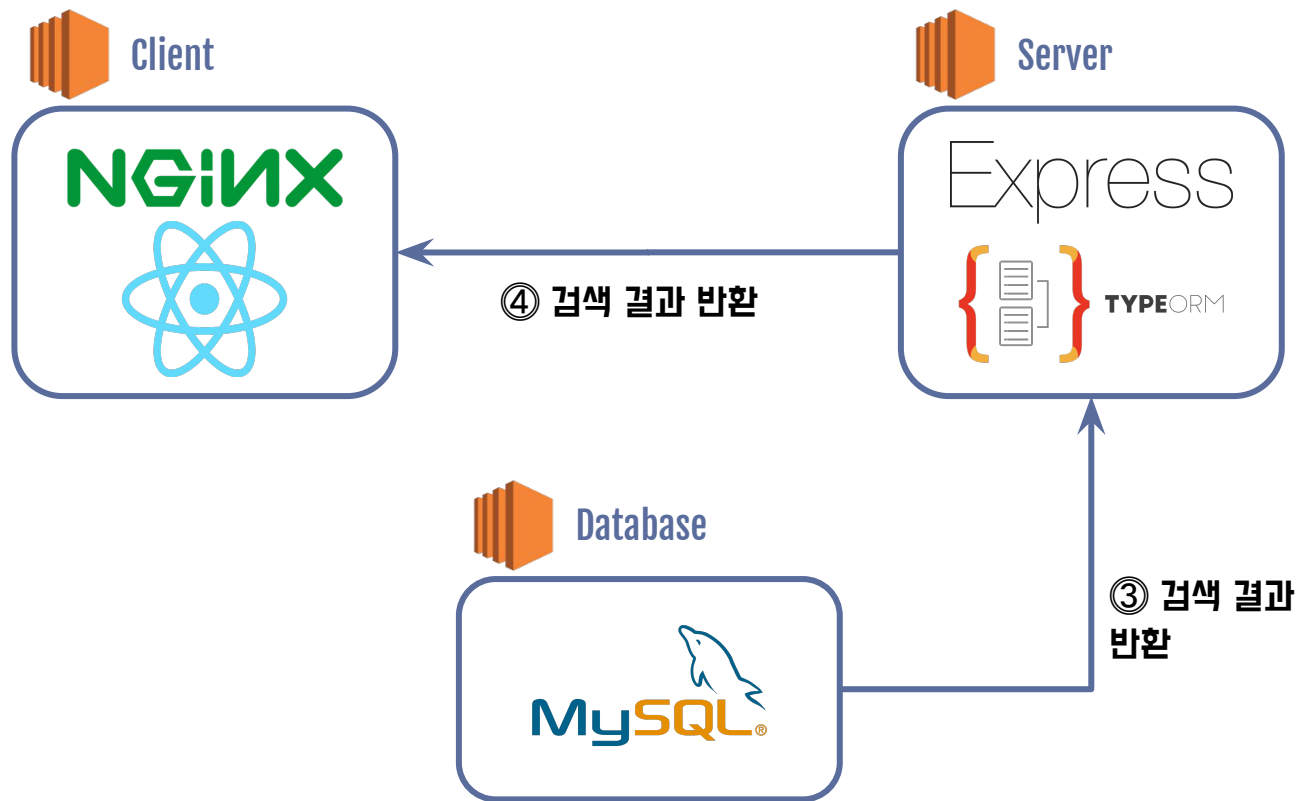 Client
Server
NGINX
Express
TYPEORM
④ 검색 결과 반환
Database
③ 검색 결과
반환
MySQL®